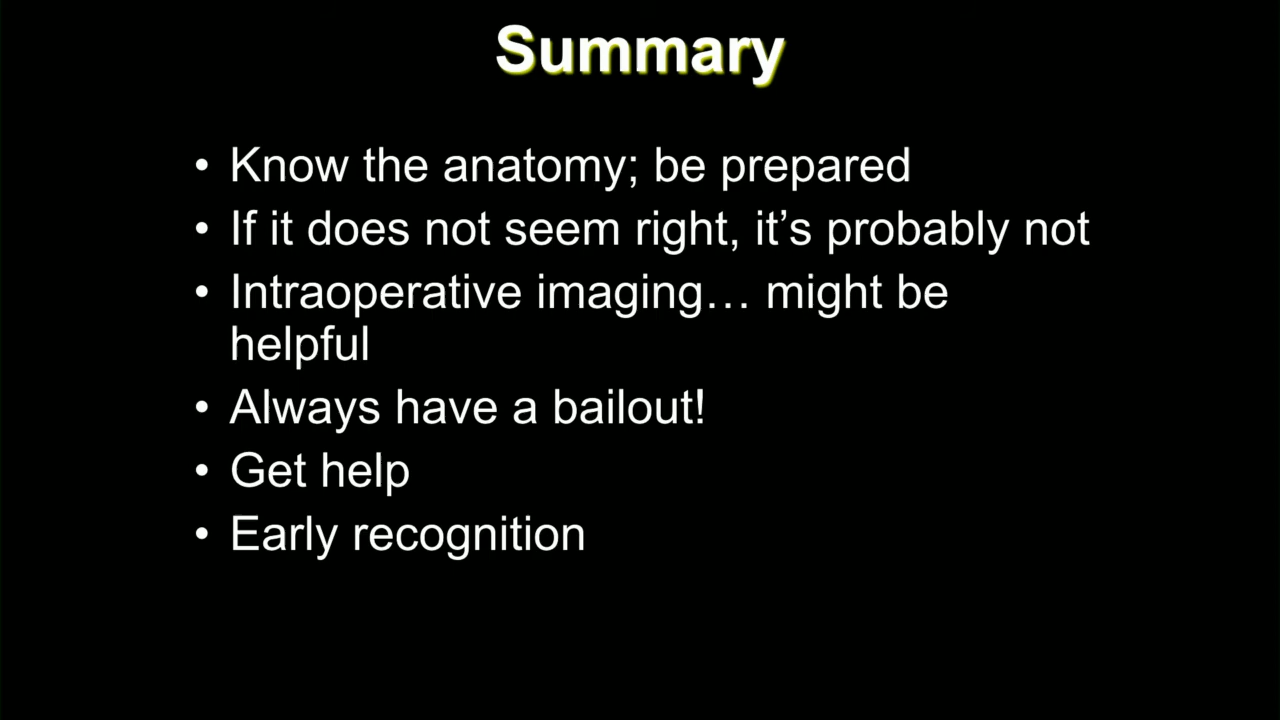 Summary
• Know the anatomy; be prepared
• If it does not seem right, it’s probably not
• Intraoperative imaging… might be
helpful
• Always have a bailout!
• Get help
• Early recognition